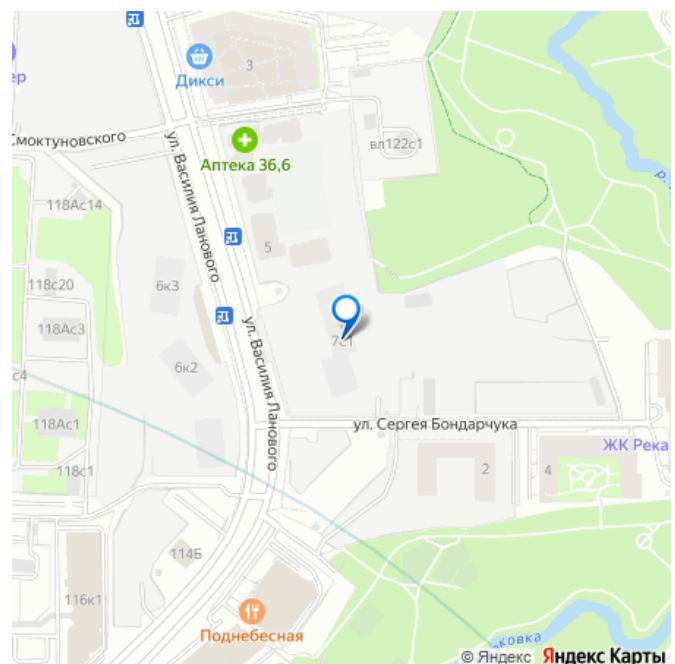 3
Дикси
Смоктуновского
вл122с1
Аптека 36,6
ул. Василия Ланового
118Ас14
5
118с20
6к3
118Ас3
7с1
ул. Василия Ланового
6к2
с4
118Ас1
ул. Сергея Бондарчука
ЖК Река
118с1
2
4
114Б
116к1
Поднебесная
© Яндекс Яндекс Карты